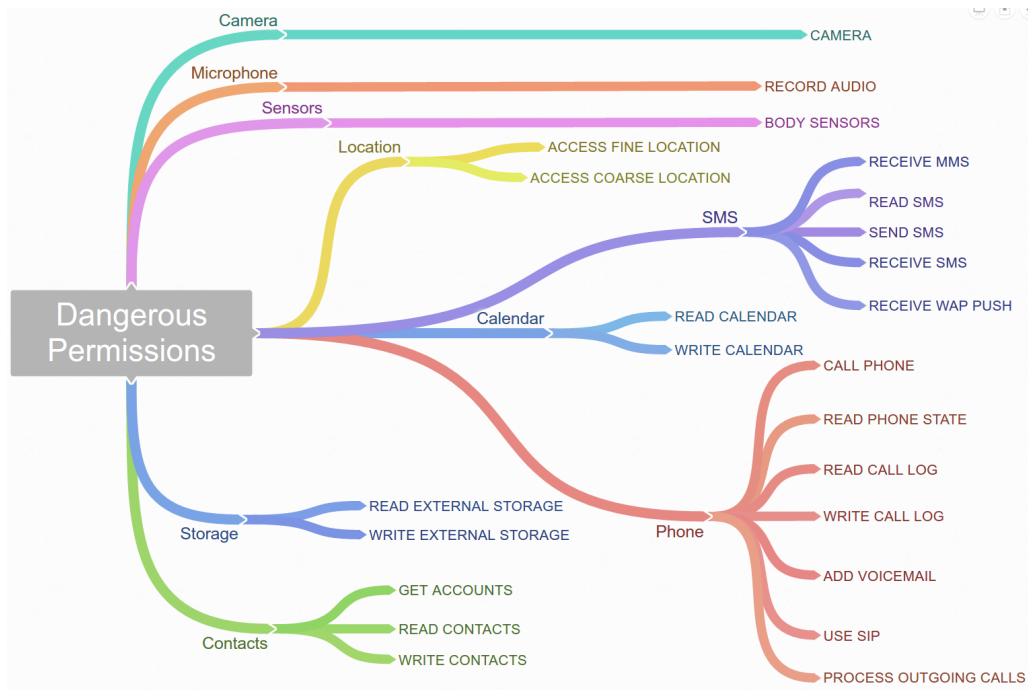 Camera
CAMERA
Microphone
RECORD AUDIO
Sensors
BODY SENSORS
Location
ACCESS FINE LOCATION
ACCESS COARSE LOCATION
SMS
RECEIVE MMS
READ SMS
SEND SMS
RECEIVE SMS
RECEIVE WAP PUSH
Dangerous
Permissions
Calendar
READ CALENDAR
WRITE CALENDAR
Phone
CALL PHONE
READ PHONE STATE
READ CALL LOG
WRITE CALL LOG
ADD VOICEMAIL
USE SIP
PROCESS OUTGOING CALLS
Storage
READ EXTERNAL STORAGE
WRITE EXTERNAL STORAGE
Contacts
GET ACCOUNTS
READ CONTACTS
WRITE CONTACTS